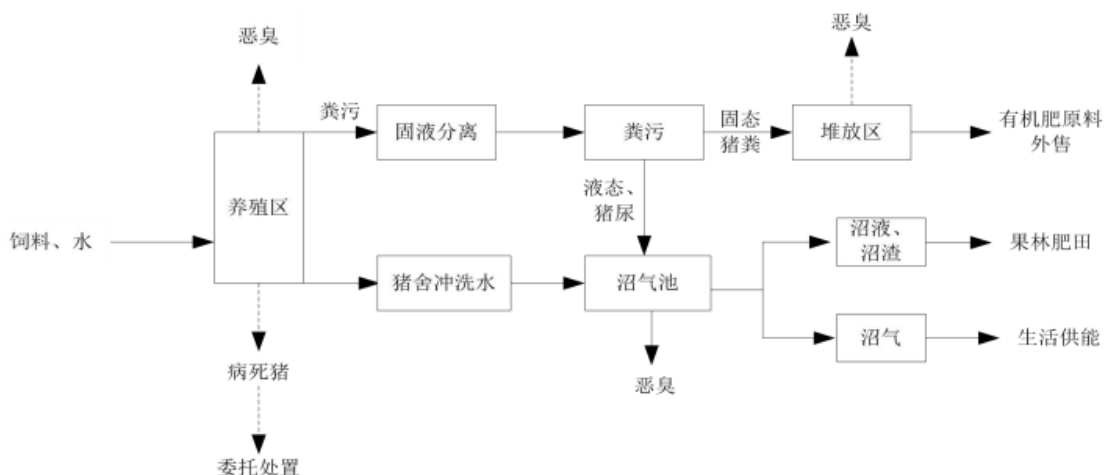 恶臭
恶臭
粪污
固液分离
粪污
固态
猪粪
堆放区
有机肥原料
外售
养殖区
液态、
猪尿
饲料、水
沼液、
沼渣
果林肥田
猪舍冲洗水
沼气池
沼气
生活供能
病死猪
恶臭
委托处置